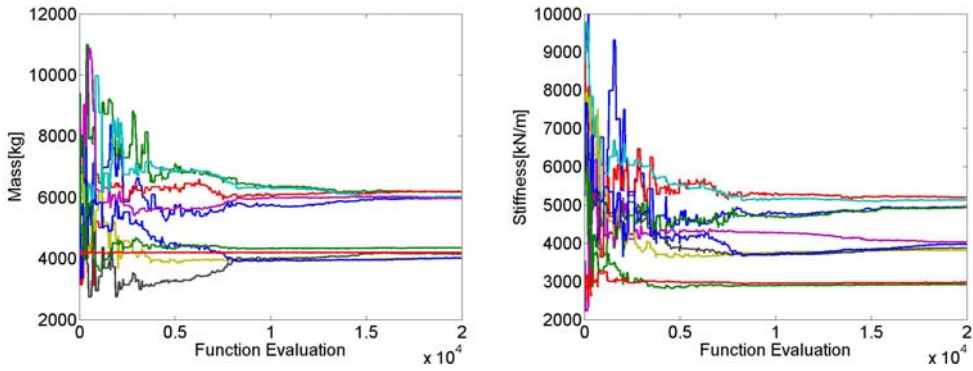 12000
10000
8000
6000
4000
2000
Mass[kg]
0 0.5 1 1.5 2
Function Evaluation
x 10^4
10000
9000
8000
7000
6000
5000
4000
3000
2000
Stiffness[kN/m]
0 0.5 1 1.5 2
Function Evaluation
x 10^4